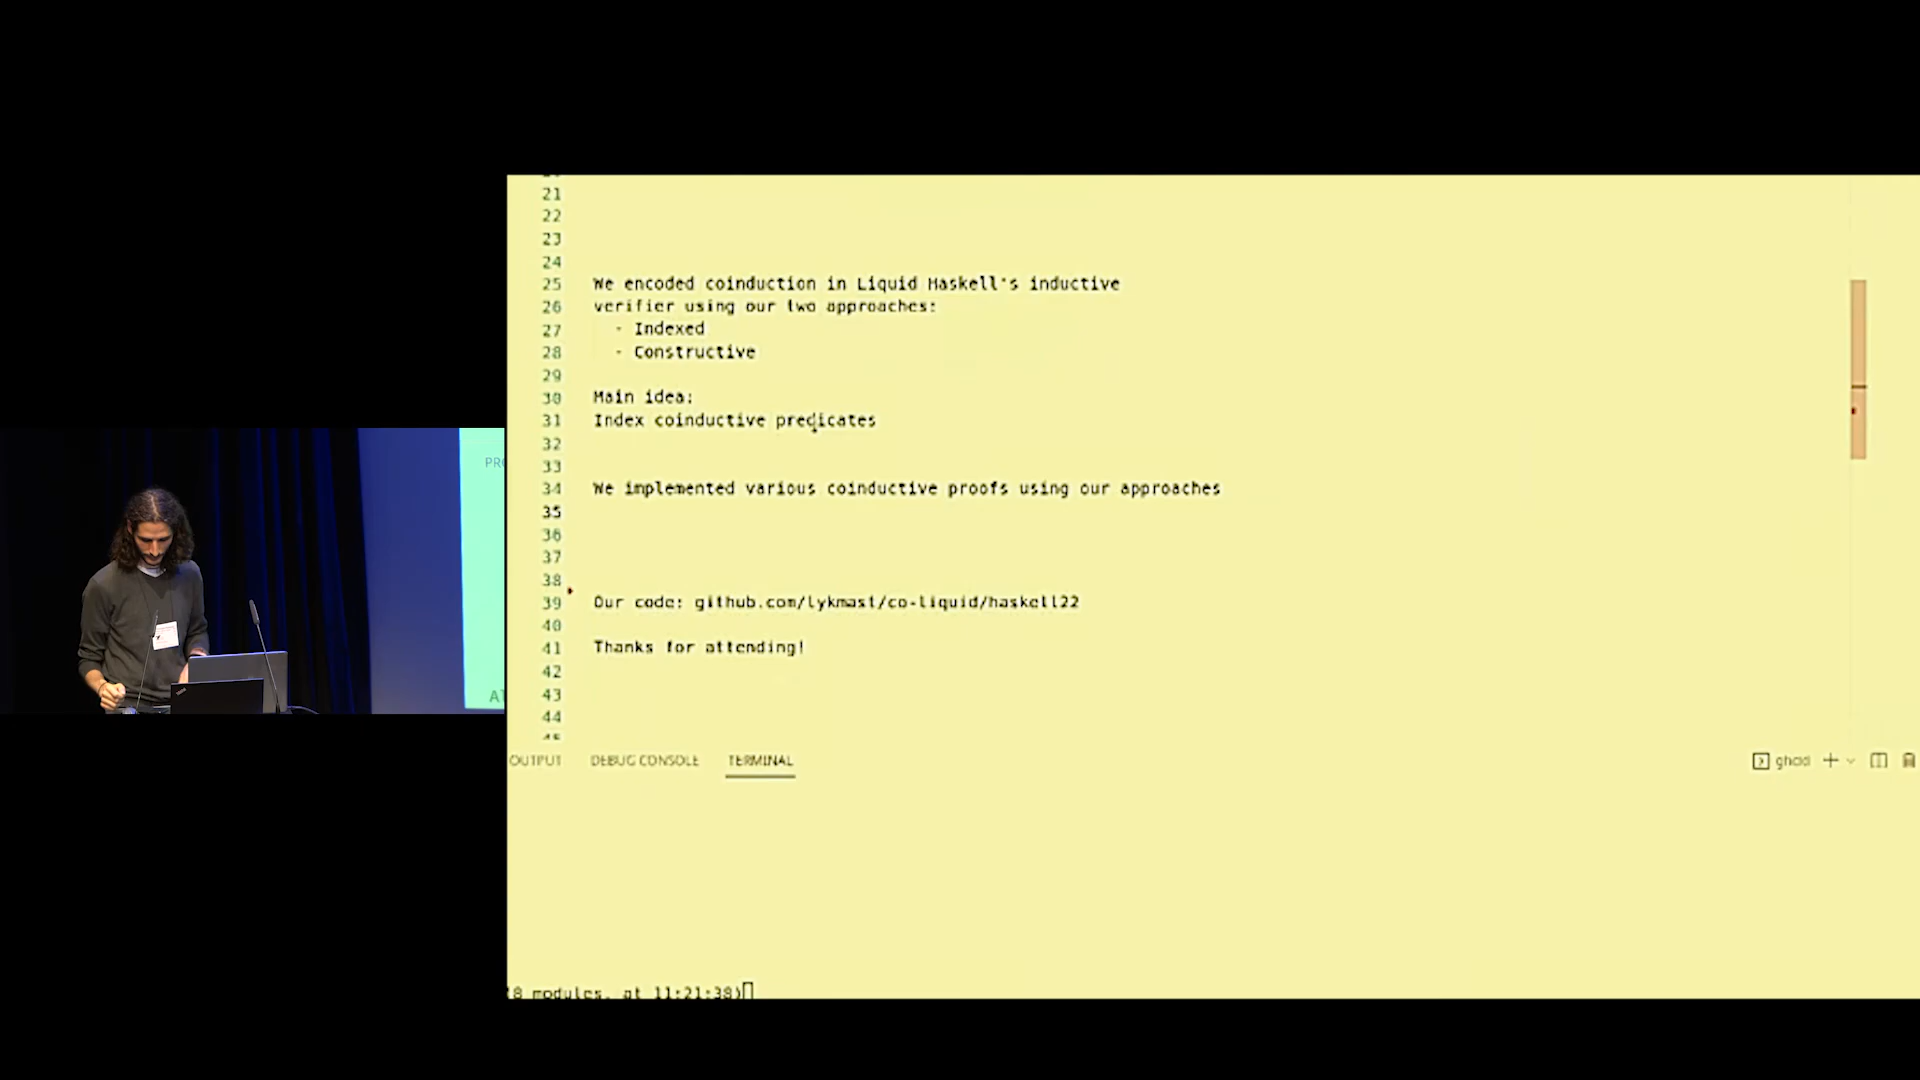 21
22
23
24
25 We encoded coinduction in Liquid Haskell's inductive
26 verifier using our two approaches:
27 - Indexed
28 - Constructive
29
30 Main idea:
31 Index coinductive predicates
32
33
34 We implemented various coinductive proofs using our approaches
35
36
37
38
39 Our code: github.com/lykmast/co-liquid/haskell22
40
41 Thanks for attending!
42
43
44
45
OUTPUT DEBUG CONSOLE TERMINAL ghcid
8 modules, at 11:21:38)
PRO
AT